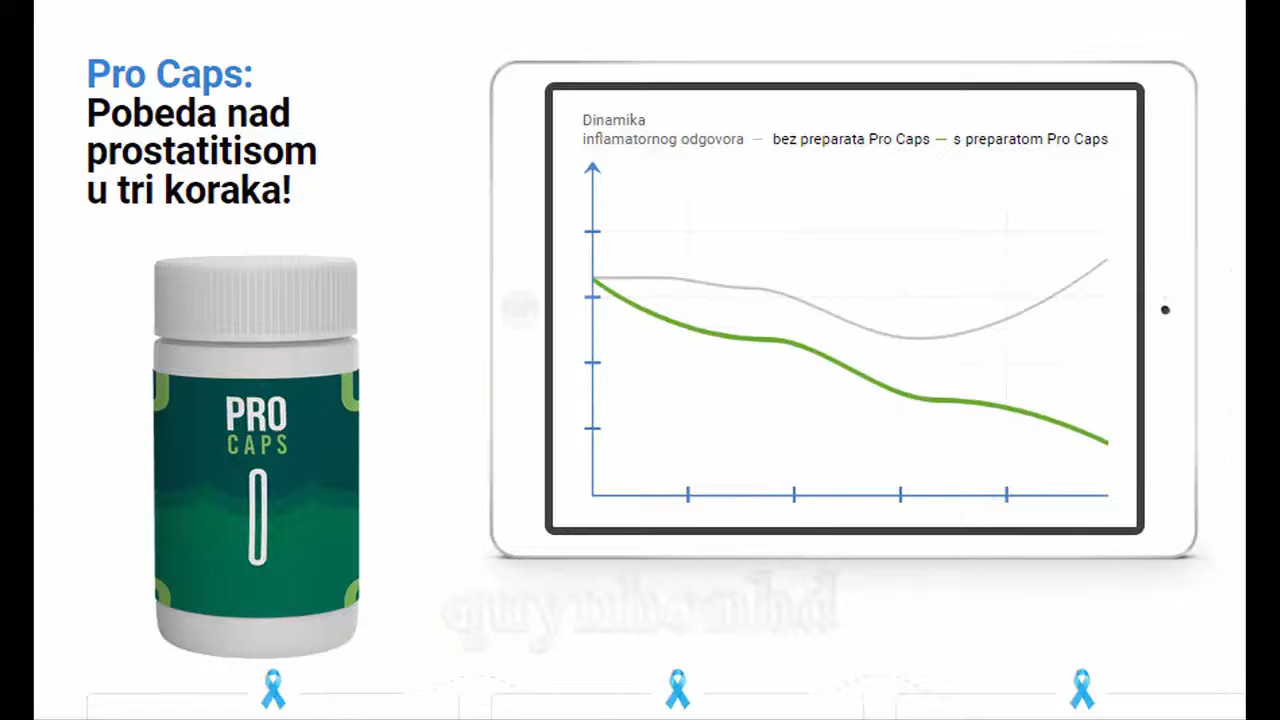 Pro Caps:
Pobeda nad
prostatitisom
u tri koraka!
PRO
CAPS
Dinamika
inflamatornog odgovora — bez preparata Pro Caps — s preparatom Pro Caps